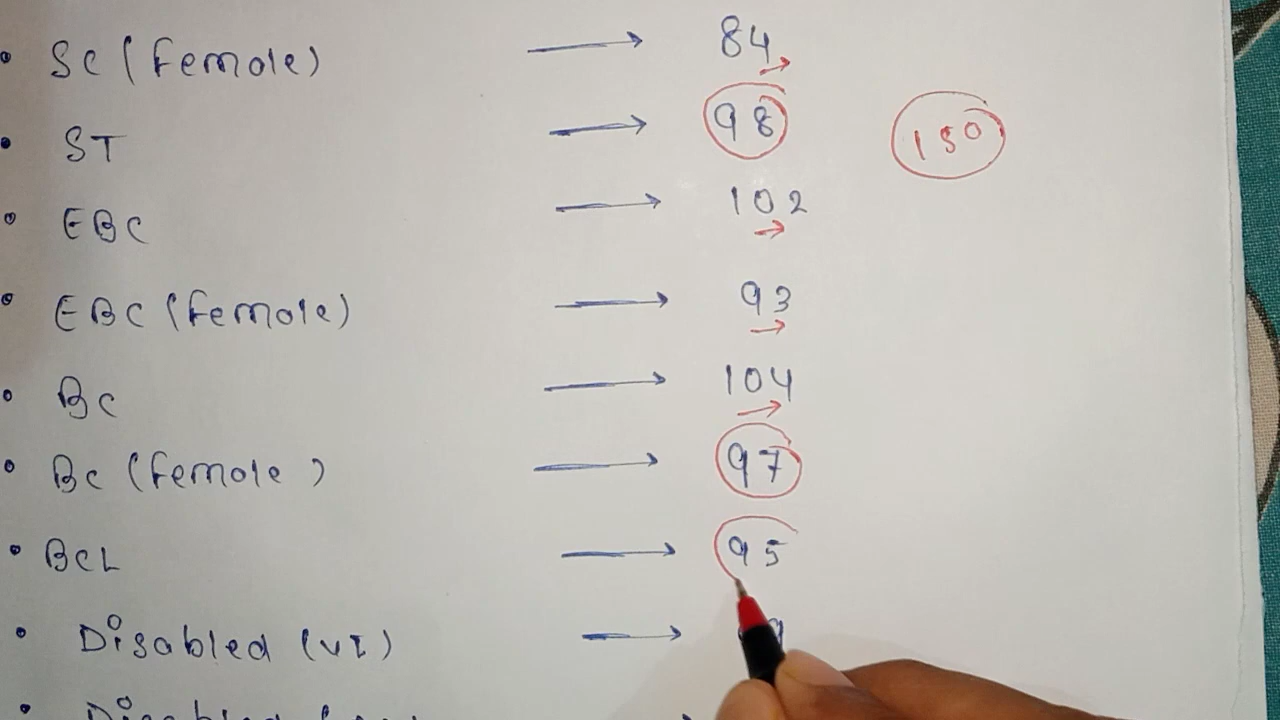 • SC (Female) → 84
• ST → 98 150
• EBC → 102
• EBC (Female) → 93
• BC → 104
• BC (Female) → 97
• BCL → 95
• Disabled (VI) →
• Disabled